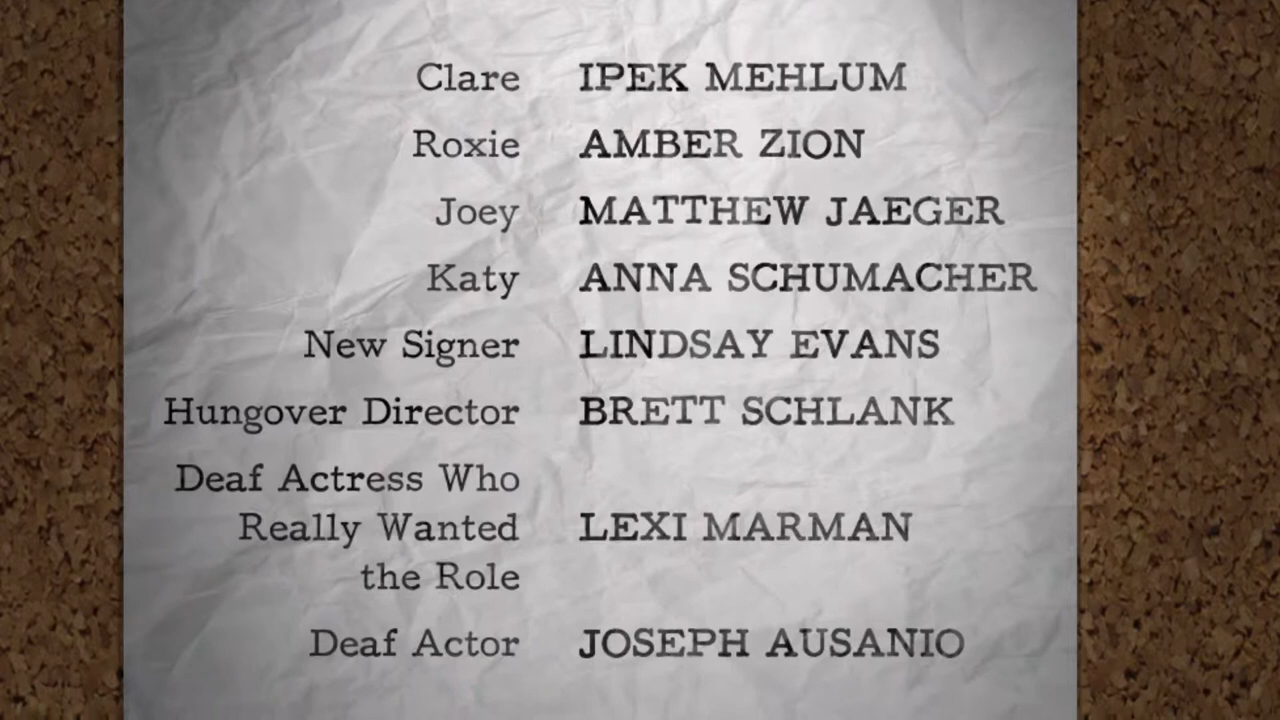 Clare IPEK MEHLUM
Roxie AMBER ZION
Joey MATTHEW JAEGER
Katy ANNA SCHUMACHER
New Signer LINDSAY EVANS
Hungover Director BRETT SCHLANK
Deaf Actress Who
Really Wanted LEXI MARMAN
the Role
Deaf Actor JOSEPH AUSANIO